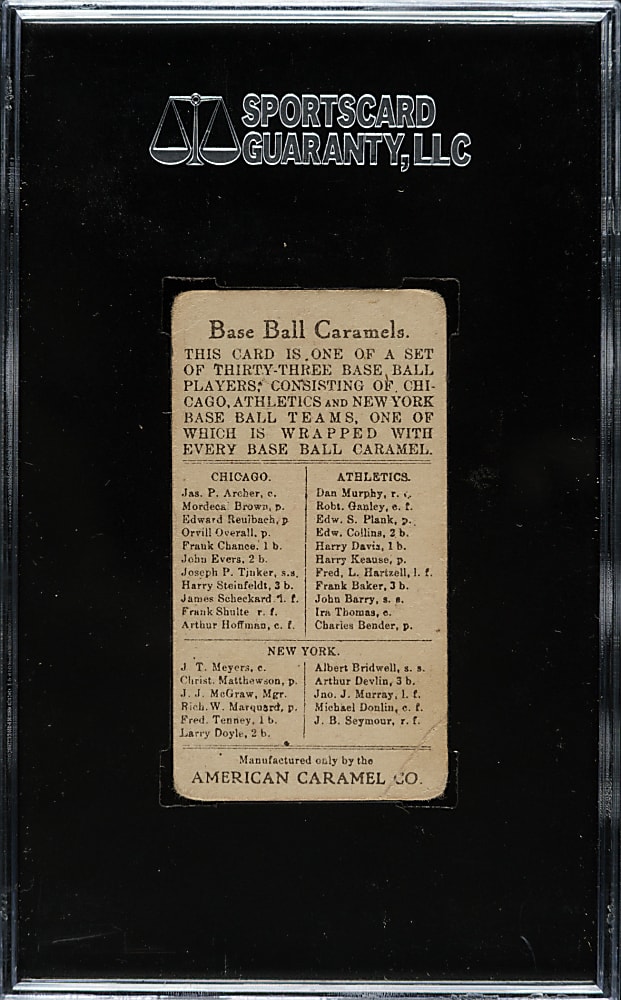 SPORTSCARD
GUARANTY, LLC
Base Ball Caramels.
THIS CARD IS ONE OF A SET
OF THIRTY-THREE BASE BALL
PLAYERS, CONSISTING OF CHI-
CAGO, ATHLETICS AND NEW YORK
BASE BALL TEAMS, ONE OF
WHICH IS WRAPPED WITH
EVERY BASE BALL CARAMEL.
CHICAGO.
Jas. P. Archer, c.
Mordeca Brown, p.
Edward Reulbach, p
Orvill Overall, p.
Frank Chance. 1 b.
John Evers, 2 b.
Joseph P. Tinker, s.s.
Harry Steinfeldt, 3 b.
James Scheckard l. f.
Frank Shulte r. f.
Arthur Hoffman, c. f.
ATHLETICS.
Dan Murphy, r.
Robt. Ganley, c. f.
Edw. S. Plank, p.
Edw. Collins, 2 b.
Harry Davis, 1 b.
Harry Keause, p.
Fred, L. Hartzell, l. f.
Frank Baker, 3 b.
John Barry, s. s.
Ira Thomas, c.
Charles Bender, p.
NEW YORK.
J T. Meyers, c.
Christ. Matthewson, p.
J. J. McGraw, Mgr.
Rich. W. Marquard, p.
Fred. Tenney, 1 b.
Larry Doyle, 2 b.
Albert Bridwell, s. s.
Arthur Devlin, 3 b.
Jno. J. Murray, l. f.
Michael Donlin, c. f.
J. B. Seymour, r. f.
Manufactured only by the
AMERICAN CARAMEL CO.